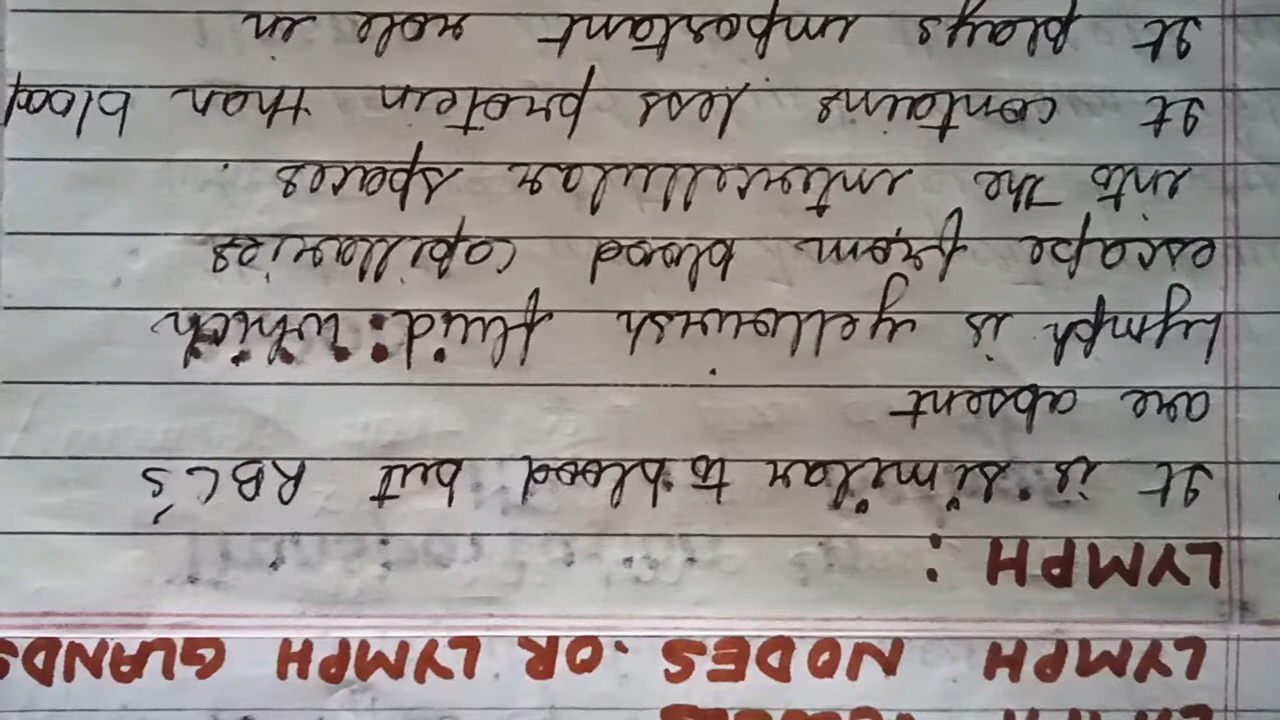 LYMPH NODES OR LYMPH GLANDS
LYMPH :
It is similar to blood but RBC'S
are absent
Lymph is yellowish fluid which
escape from blood capillaries
into the intercellular spaces.
It contains less protein than blood
It plays important role in